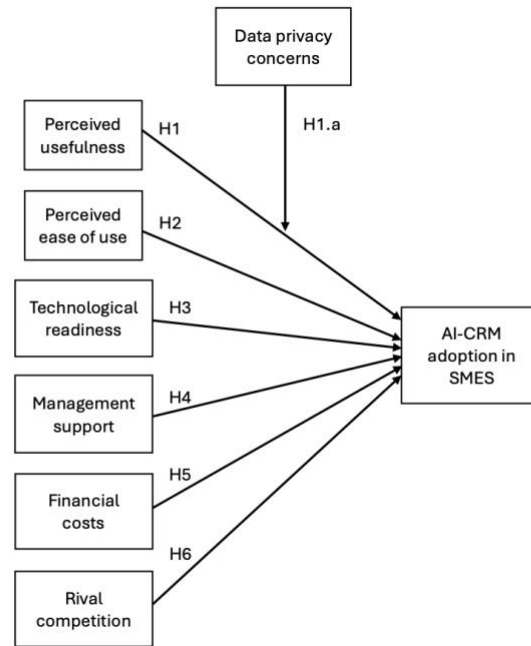 Data privacy
concerns
H1.a
Perceived
usefulness
H1
Perceived
ease of use
H2
Technological
readiness
H3
AI-CRM
adoption in
SMES
Management
support
H4
Financial
costs
H5
Rival
competition
H6